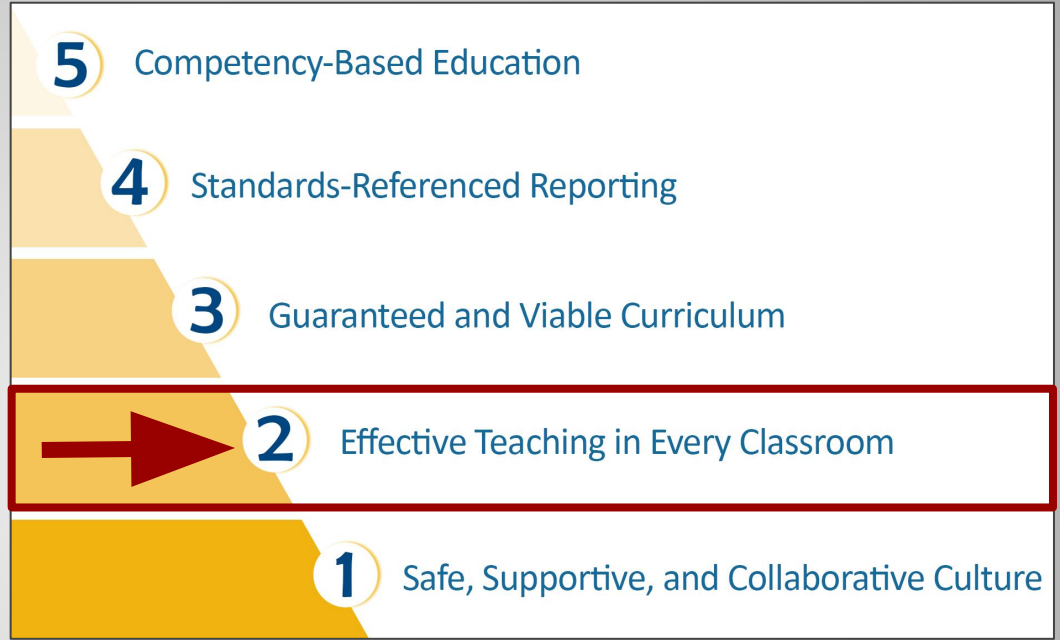 5 Competency-Based Education
4 Standards-Referenced Reporting
3 Guaranteed and Viable Curriculum
2 Effective Teaching in Every Classroom
1 Safe, Supportive, and Collaborative Culture